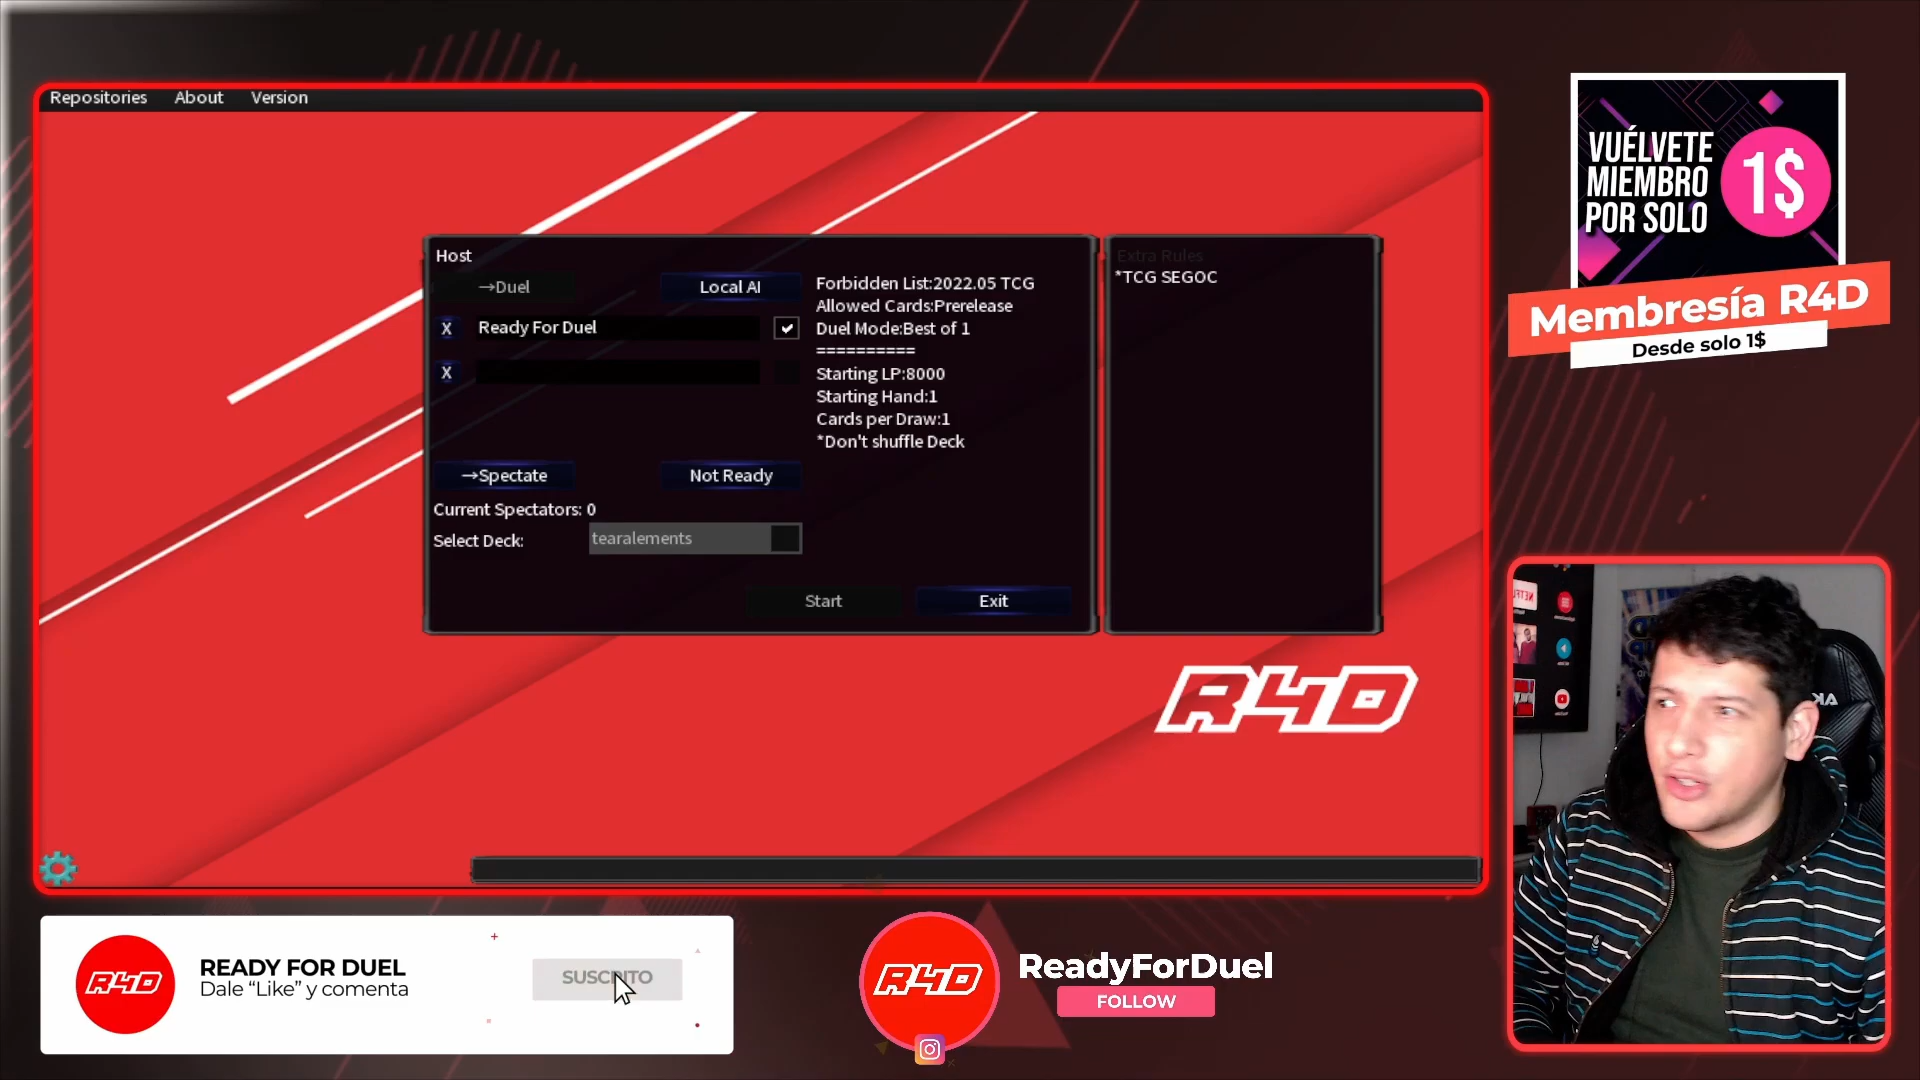 Repositories About Version
Host
→Duel
Local AI
X Ready For Duel
X
→Spectate
Not Ready
Current Spectators: 0
Select Deck: tearalements
Start
Exit
Forbidden List:2022.05 TCG
Allowed Cards:Prerelease
Duel Mode:Best of 1
==========
Starting LP:8000
Starting Hand:1
Cards per Draw:1
*Don't shuffle Deck
Extra Rules
*TCG SEGOC
R4D
VUÉLVETE
MIEMBRO
POR SOLO
1$
Membresía R4D
Desde solo 1$
NETFL
AK
R4D
READY FOR DUEL
Dale “Like” y comenta
SUSCRITO
R4D
ReadyForDuel
FOLLOW